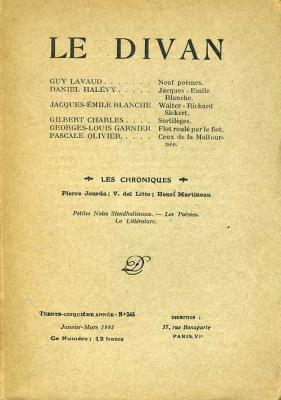 LE DIVAN
GUY LAVAUD . . . . . . . Neuf poèmes.
DANIEL HALÉVY . . . . . Jacques - Emile
Blanche.
JACQUES-ÉMILE BLANCHE Walter - Richard
Sickert.
GILBERT CHARLES . . . . Sortilèges.
GEORGES-LOUIS GARNIER Flot roulé par le flot.
PASCALE OLIVIER . . . . Ceux de la Maltour-
née.
LES CHRONIQUES
Pierre Jourda; V. del Litto; Henri Martineau
Petites Notes Stendhaliennes. — Les Poèmes.
La Littérature.
D
TRENTE-CINQUIÈME ANNÉE - N° 245
Janvier-Mars 1943
Ce Numéro : 12 francs
DIRECTION :
37, rue Bonaparte
PARIS-VIe